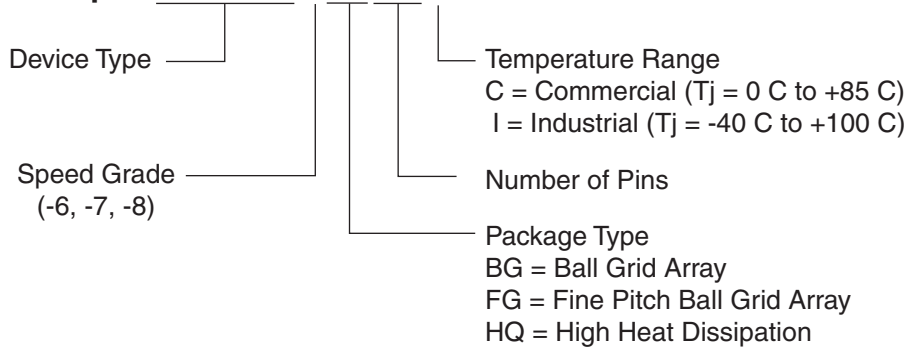 Device Type
Temperature Range
C = Commercial (Tj = 0 C to +85 C)
I = Industrial (Tj = -40 C to +100 C)
Speed Grade
(-6, -7, -8)
Number of Pins
Package Type
BG = Ball Grid Array
FG = Fine Pitch Ball Grid Array
HQ = High Heat Dissipation